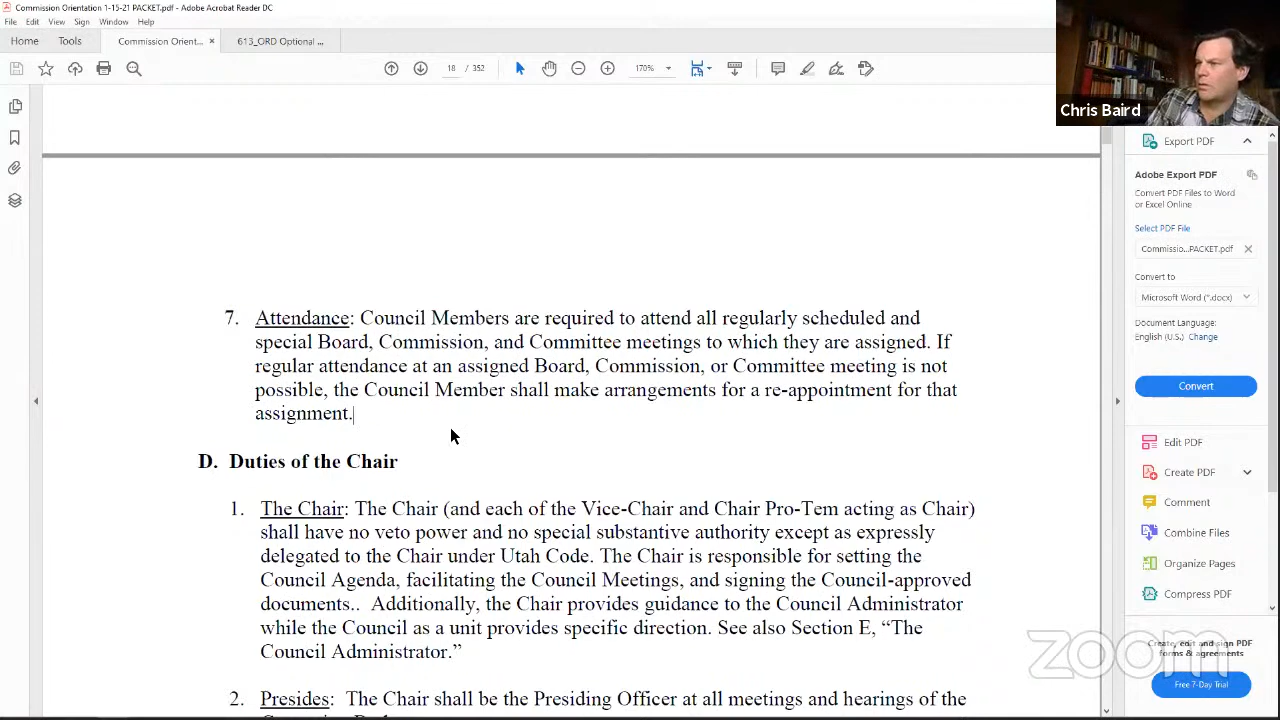 Commission Orientation 1-15-21 PACKET.pdf - Adobe Acrobat Reader DC
File Edit View Sign Window Help
Home Tools Commission Orient... × 613_ORD Optional ...
18 / 352 170%
Chris Baird
7. Attendance: Council Members are required to attend all regularly scheduled and
special Board, Commission, and Committee meetings to which they are assigned. If
regular attendance at an assigned Board, Commission, or Committee meeting is not
possible, the Council Member shall make arrangements for a re-appointment for that
assignment.
D. Duties of the Chair
1. The Chair: The Chair (and each of the Vice-Chair and Chair Pro-Tem acting as Chair)
shall have no veto power and no special substantive authority except as expressly
delegated to the Chair under Utah Code. The Chair is responsible for setting the
Council Agenda, facilitating the Council Meetings, and signing the Council-approved
documents.. Additionally, the Chair provides guidance to the Council Administrator
while the Council as a unit provides specific direction. See also Section E, “The
Council Administrator.”
2. Presides: The Chair shall be the Presiding Officer at all meetings and hearings of the
Export PDF
Adobe Export PDF
Convert PDF Files to Word
or Excel Online
Select PDF File
Commissio...PACKET.pdf
Convert to
Microsoft Word (*.docx)
Document Language:
English (U.S.) Change
Convert
Edit PDF
Create PDF
Comment
Combine Files
Organize Pages
Compress PDF
Create, edit and sign PDF
forms & agreements
Free 7-Day Trial
zoom